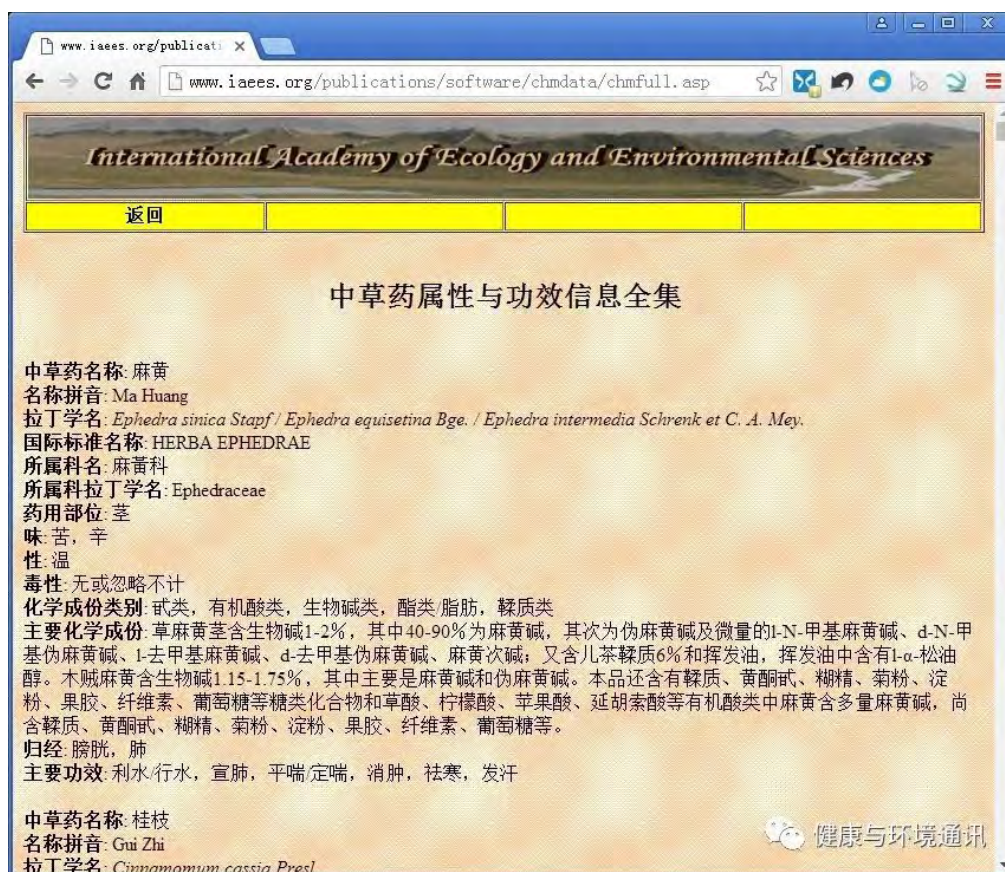 www.iaees.org/publicati
www.iaees.org/publications/software/chmdata/chmfull.asp
International Academy of Ecology and Environmental Sciences
返回
中草药属性与功效信息全集
中草药名称: 麻黄
名称拼音: Ma Huang
拉丁学名: Ephedra sinica Stapf / Ephedra equisetina Bge. / Ephedra intermedia Schrenk et C. A. Mey.
国际标准名称: HERBA EPHEDRAE
所属科名: 麻黃科
所属科拉丁学名: Ephedraceae
药用部位: 茎
味: 苦，辛
性: 温
毒性: 无或忽略不计
化学成份类别: 甙类，有机酸类，生物碱类，酯类/脂肪，鞣质类
主要化学成份: 草麻黄茎含生物碱1-2%，其中40-90%为麻黄碱，其次为伪麻黄碱及微量的l-N-甲基麻黄碱、d-N-甲
基伪麻黄碱、l-去甲基麻黄碱、d-去甲基伪麻黄碱、麻黄次碱；又含儿茶鞣质6%和挥发油，挥发油中含有l-α-松油
醇。木贼麻黄含生物碱1.15-1.75%，其中主要是麻黄碱和伪麻黄碱。本品还含有鞣质、黄酮甙、糊精、菊粉、淀
粉、果胶、纤维素、葡萄糖等糖类化合物和草酸、柠檬酸、苹果酸、延胡索酸等有机酸类中麻黄含多量麻黄碱，尚
含鞣质、黄酮甙、糊精、菊粉、淀粉、果胶、纤维素、葡萄糖等。
归经: 膀胱，肺
主要功效: 利水/行水，宣肺，平喘/定喘，消肿，祛寒，发汗
中草药名称: 桂枝
名称拼音: Gui Zhi
拉丁学名: Cinnamomum cassia Presl
健康与环境通讯